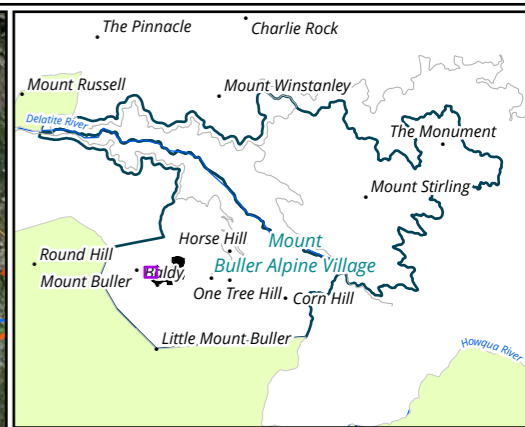 The Pinnacle
Charlie Rock
Mount Russell
Mount Winstanley
Delatite River
The Monument
Mount Stirling
Horse Hill
Mount
Buller Alpine Village
Round Hill
Mount Buller
Baldy,
One Tree Hill
Corn Hill
Little Mount Buller
Howqua River